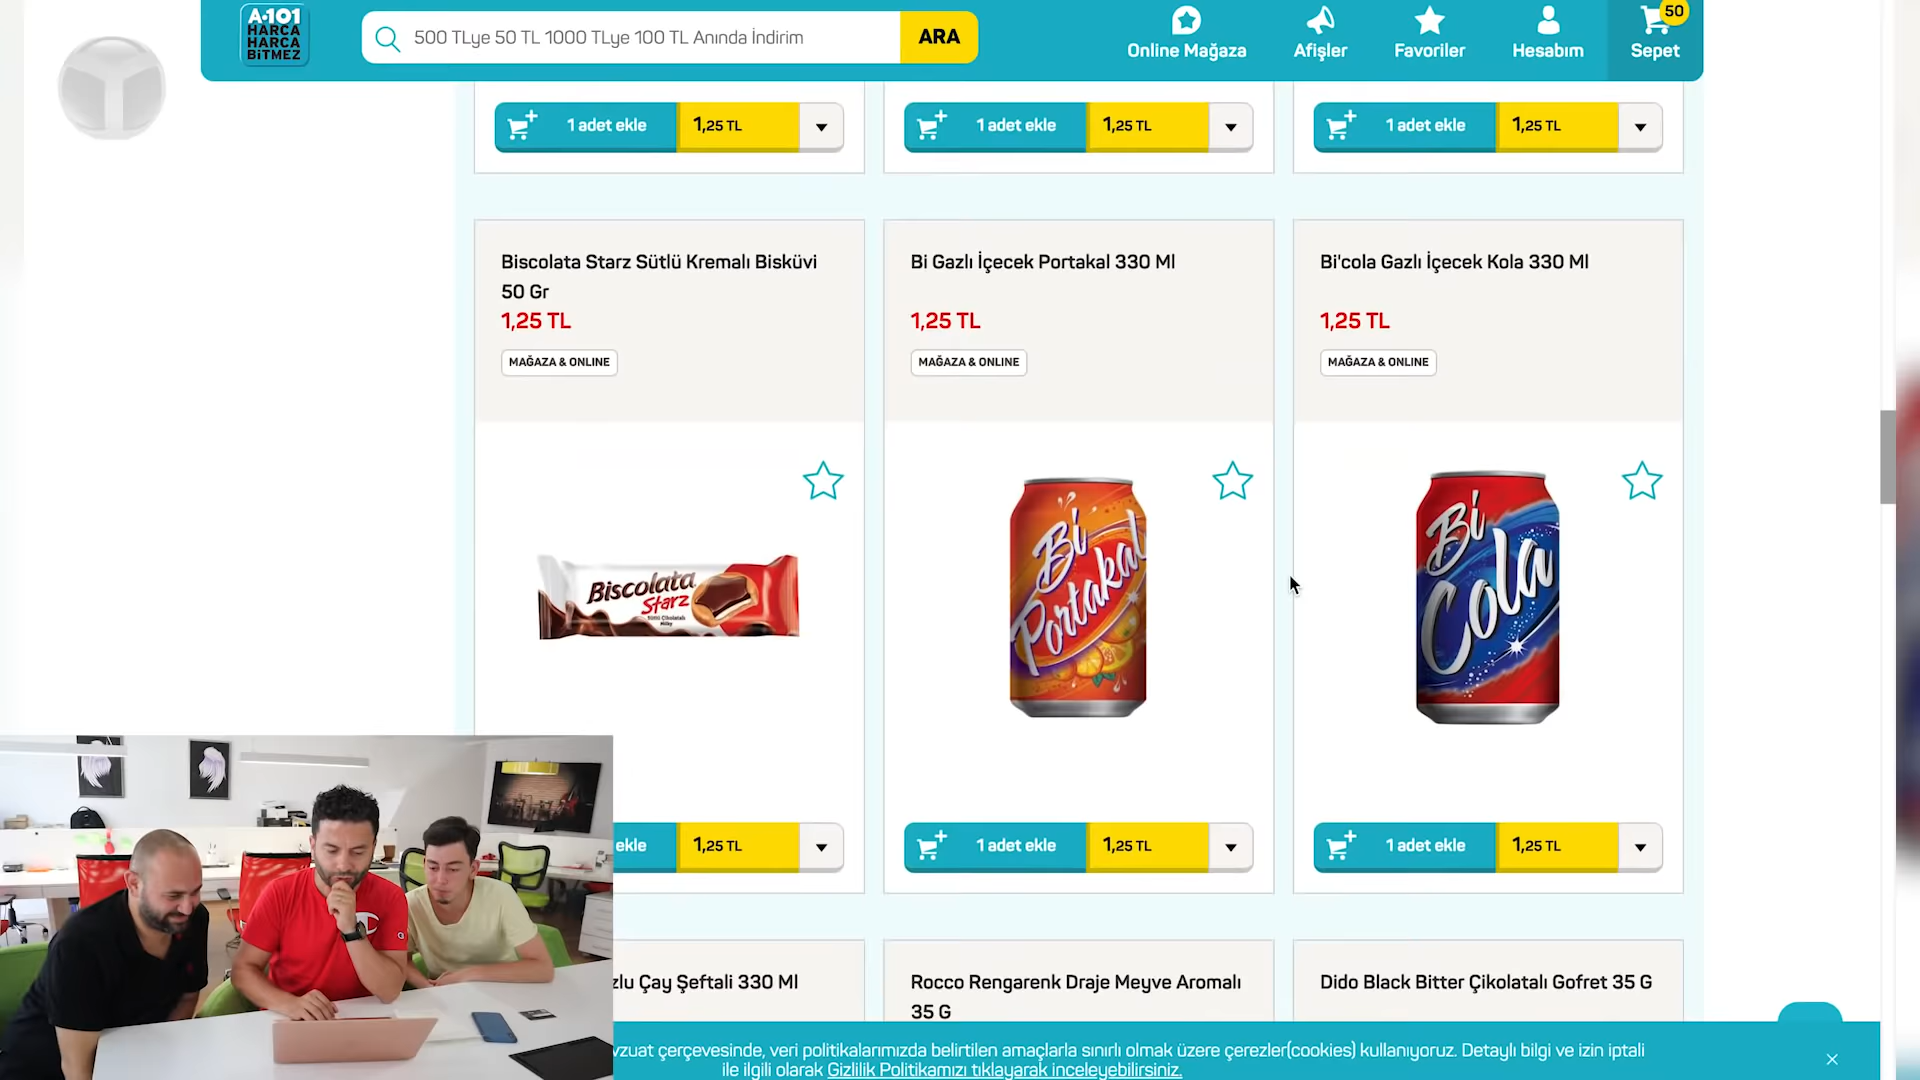 A-101
HARCA
HARCA
BİTMEZ
500 TL'ye 50 TL 1000 TL'ye 100 TL Anında İndirim
ARA
Online Mağaza
Afişler
Favoriler
Hesabım
50
Sepet
1 adet ekle 1,25 TL
1 adet ekle 1,25 TL
1 adet ekle 1,25 TL
Biscolata Starz Sütlü Kremalı Bisküvi
50 Gr
1,25 TL
MAĞAZA & ONLINE
Bi Gazlı İçecek Portakal 330 Ml
1,25 TL
MAĞAZA & ONLINE
Bi'cola Gazlı İçecek Kola 330 Ml
1,25 TL
MAĞAZA & ONLINE
Biscolata
Starz
Bi
Portakal
Bi
Cola
ekle 1,25 TL
1 adet ekle 1,25 TL
1 adet ekle 1,25 TL
zlu Çay Şeftali 330 Ml
Rocco Rengarenk Draje Meyve Aromalı
35 G
Dido Black Bitter Çikolatalı Gofret 35 G
vzuat çerçevesinde, veri politikalarımızda belirtilen amaçlarla sınırlı olmak üzere çerezler(cookies) kullanıyoruz. Detaylı bilgi ve izin iptali
ile ilgili olarak Gizlilik Politikamızı tıklayarak inceleyebilirsiniz.